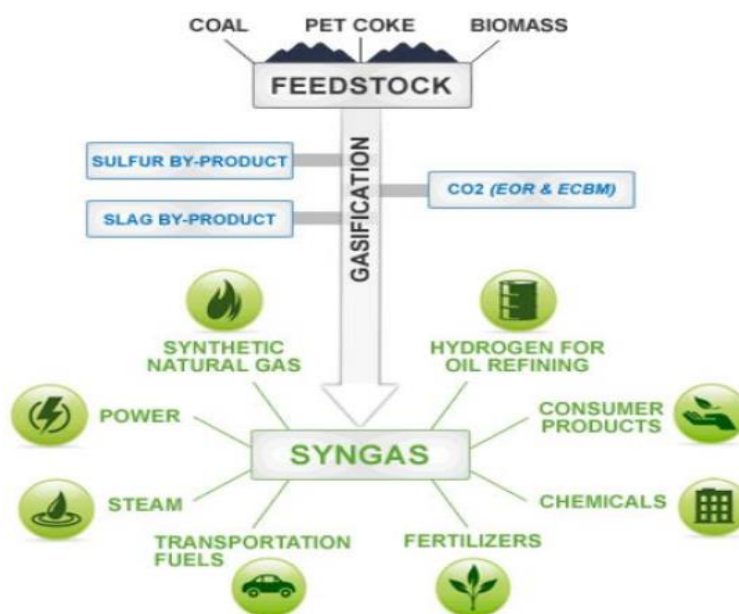 COAL
PET COKE
BIOMASS
FEEDSTOCK
GASIFICATION
SULFUR BY-PRODUCT
CO2 (EOR & ECBM)
SLAG BY-PRODUCT
SYNTHETIC
NATURAL GAS
HYDROGEN FOR
OIL REFINING
POWER
CONSUMER
PRODUCTS
SYNGAS
STEAM
CHEMICALS
TRANSPORTATION
FUELS
FERTILIZERS